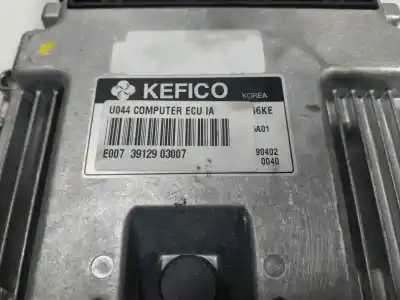 KEFICO
KOREA
U044 COMPUTER ECU IA
E007 39129 03007
6KE
A01
90402
0040